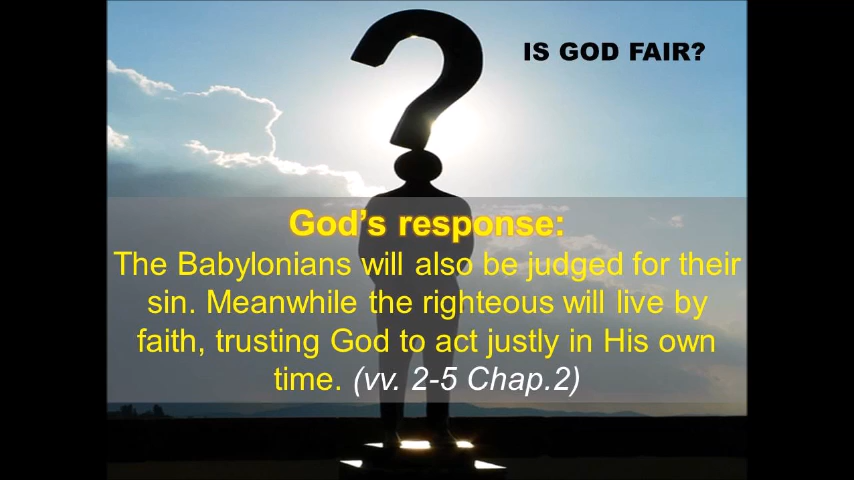 IS GOD FAIR?
God's response:
The Babylonians will also be judged for their
sin. Meanwhile the righteous will live by
faith, trusting God to act justly in His own
time. (vv. 2-5 Chap.2)